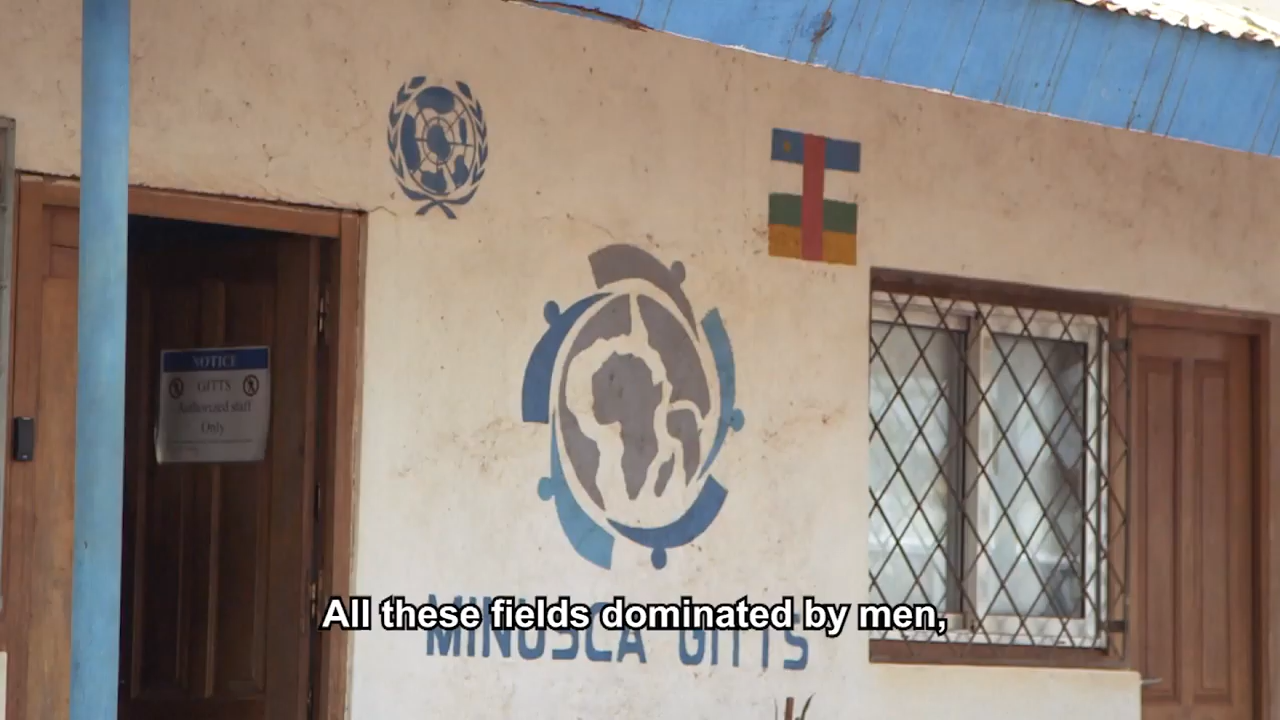 NOTICE
GITTS
Authorized staff
Only
All these fields dominated by men,
MINUSCA GITTS